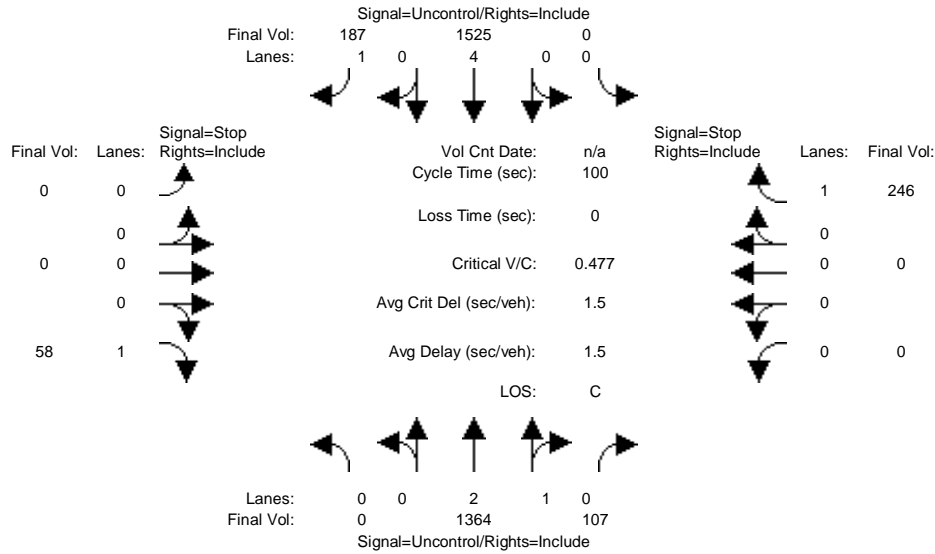 Signal=Uncontrol/Rights=Include
Final Vol: 187 1525 0
Lanes: 1 0 4 0 0
Signal=Stop Signal=Stop
Final Vol: Lanes: Rights=Include Vol Cnt Date: n/a Rights=Include Lanes: Final Vol:
Cycle Time (sec): 100
0 0 1 246
Loss Time (sec): 0
0 0
0 0 Critical V/C: 0.477 0 0
0 Avg Crit Del (sec/veh): 1.5 0
58 1 Avg Delay (sec/veh): 1.5 0 0
LOS: C
Lanes: 0 0 2 1 0
Final Vol: 0 1364 107
Signal=Uncontrol/Rights=Include